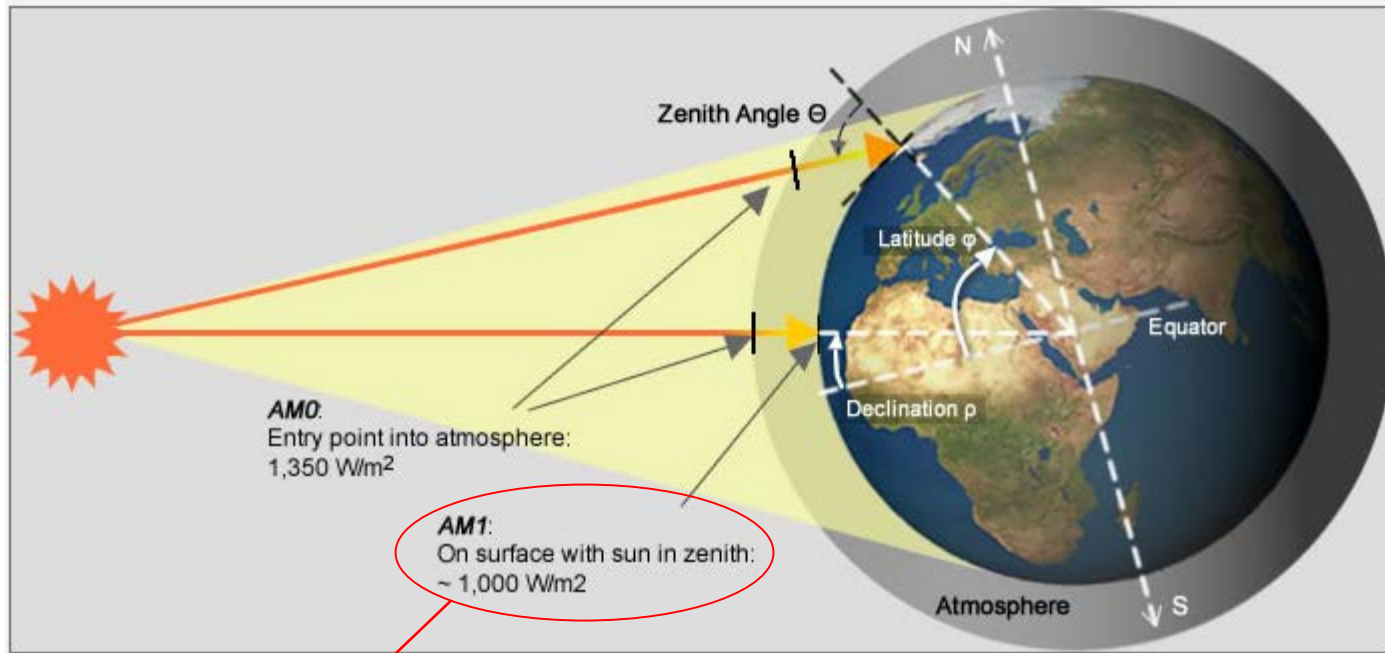 N
Zenith Angle Θ
Latitude φ
Equator
Declination ρ
AM0:
Entry point into atmosphere:
1,350 W/m²
AM1:
On surface with sun in zenith:
~ 1,000 W/m2
Atmosphere
S